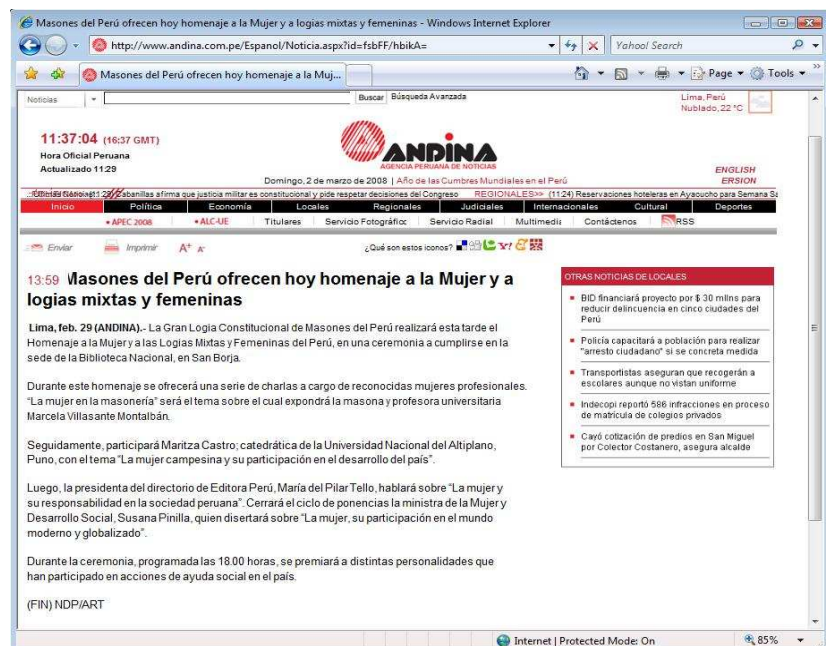 Masones del Perú ofrecen hoy homenaje a la Mujer y a logias mixtas y femeninas - Windows Internet Explorer
http://www.andina.com.pe/Espanol/Noticia.aspx?id=fsbFF/hbikA=
Yahoo! Search
Masones del Perú ofrecen hoy homenaje a la Muj...
Page Tools
Noticias Buscar Búsqueda Avanzada
Lima, Perú
Nublado, 22 °C
11:37:04 (16:37 GMT)
Hora Oficial Peruana
Actualizado 11:29
ANDINA
AGENCIA PERUANA DE NOTICIAS
Domingo, 2 de marzo de 2008 | Año de las Cumbres Mundiales en el Perú
ENGLISH
ERSION
abanillas afirma que justicia militar es constitucional y pide respetar decisiones del Congreso REGIONALES>> (11:24) Reservaciones hoteleras en Ayacucho para Semana Sa
Inicio Política Economía Locales Regionales Judiciales Internacionales Cultural Deportes
APEC 2008 ALC-UE Titulares Servicio Fotográfico Servicio Radial Multimedi Contáctenos RSS
Enviar Imprimir A+ A- ¿Qué son estos iconos?
13:59 Masones del Perú ofrecen hoy homenaje a la Mujer y a
logias mixtas y femeninas
Lima, feb. 29 (ANDINA).- La Gran Logia Constitucional de Masones del Perú realizará esta tarde el
Homenaje a la Mujer y a las Logias Mixtas y Femeninas del Perú, en una ceremonia a cumplirse en la
sede de la Biblioteca Nacional, en San Borja.
Durante este homenaje se ofrecerá una serie de charlas a cargo de reconocidas mujeres profesionales.
"La mujer en la masonería" será el tema sobre el cual expondrá la masona y profesora universitaria
Marcela Villasante Montalbán.
Seguidamente, participará Maritza Castro; catedrática de la Universidad Nacional del Altiplano,
Puno, con el tema "La mujer campesina y su participación en el desarrollo del país".
Luego, la presidenta del directorio de Editora Perú, María del Pilar Tello, hablará sobre "La mujer y
su responsabilidad en la sociedad peruana". Cerrará el ciclo de ponencias la ministra de la Mujer y
Desarrollo Social, Susana Pinilla, quien disertará sobre "La mujer, su participación en el mundo
moderno y globalizado".
Durante la ceremonia, programada las 18.00 horas, se premiará a distintas personalidades que
han participado en acciones de ayuda social en el país.
(FIN) NDP/ART
OTRAS NOTICIAS DE LOCALES
BID financiará proyecto por $ 30 mllns para
reducir delincuencia en cinco ciudades del
Perú
Policía capacitará a población para realizar
"arresto ciudadano" si se concreta medida
Transportistas aseguran que recogerán a
escolares aunque no vistan uniforme
Indecopi reportó 586 infracciones en proceso
de matrícula de colegios privados
Cayó cotización de predios en San Miguel
por Colector Costanero, asegura alcalde
Internet | Protected Mode: On 85%